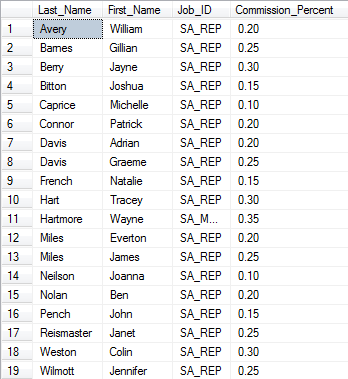 Last_Name First_Name Job_ID Commission_Percent
1 Avery William SA_REP 0.20
2 Barnes Gillian SA_REP 0.25
3 Berry Jayne SA_REP 0.30
4 Bitton Joshua SA_REP 0.15
5 Caprice Michelle SA_REP 0.10
6 Connor Patrick SA_REP 0.20
7 Davis Adrian SA_REP 0.20
8 Davis Graeme SA_REP 0.25
9 French Natalie SA_REP 0.15
10 Hart Tracey SA_REP 0.30
11 Hartmore Wayne SA_M... 0.35
12 Miles Everton SA_REP 0.20
13 Miles James SA_REP 0.25
14 Neilson Joanna SA_REP 0.10
15 Nolan Ben SA_REP 0.20
16 Pench John SA_REP 0.15
17 Reismaster Janet SA_REP 0.25
18 Weston Colin SA_REP 0.30
19 Wilmott Jennifer SA_REP 0.25